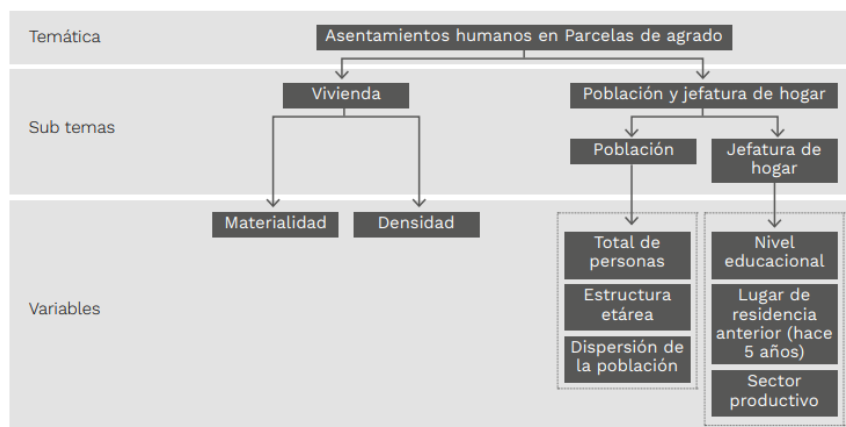 Temática
Asentamientos humanos en Parcelas de agrado
Sub temas
Vivienda
Población y jefatura de hogar
Población
Jefatura de
hogar
Variables
Materialidad
Densidad
Total de
personas
Estructura
etárea
Dispersión de
la población
Nivel
educacional
Lugar de
residencia
anterior (hace
5 años)
Sector
productivo